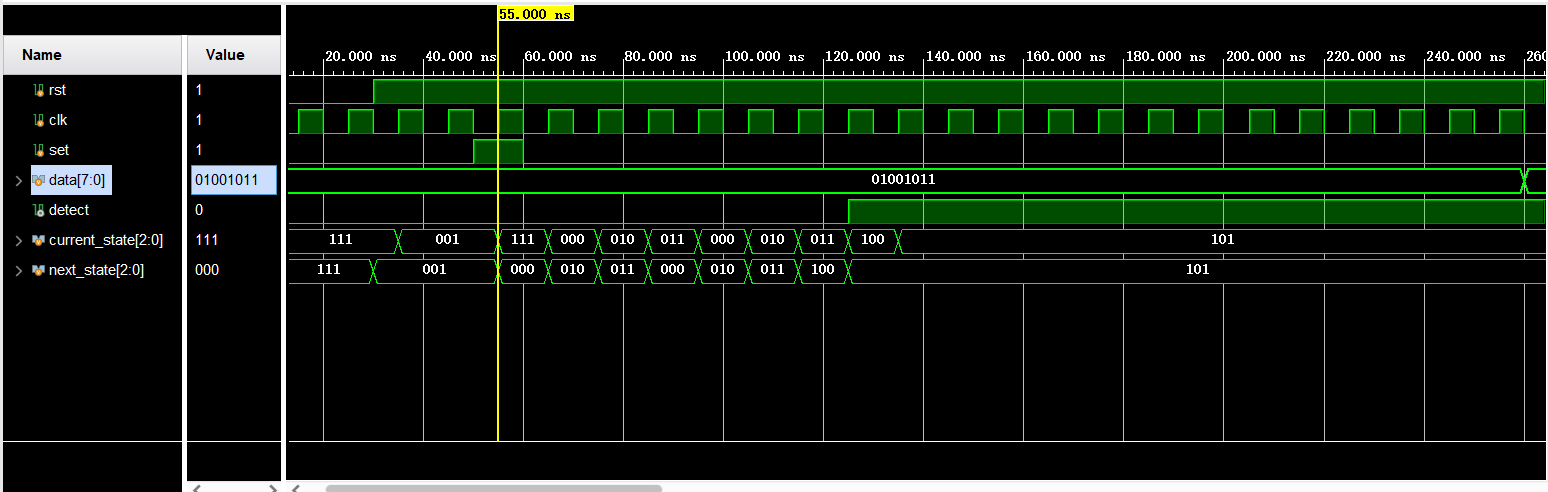 55.000 ns
Name Value
20.000 ns 40.000 ns 60.000 ns 80.000 ns 100.000 ns 120.000 ns 140.000 ns 160.000 ns 180.000 ns 200.000 ns 220.000 ns 240.000 ns 260
rst 1
clk 1
set 1
data[7:0] 01001011 01001011
detect 0
current_state[2:0] 111 111 001 111 000 010 011 000 010 011 100 101
next_state[2:0] 000 111 001 000 010 011 000 010 011 100 101